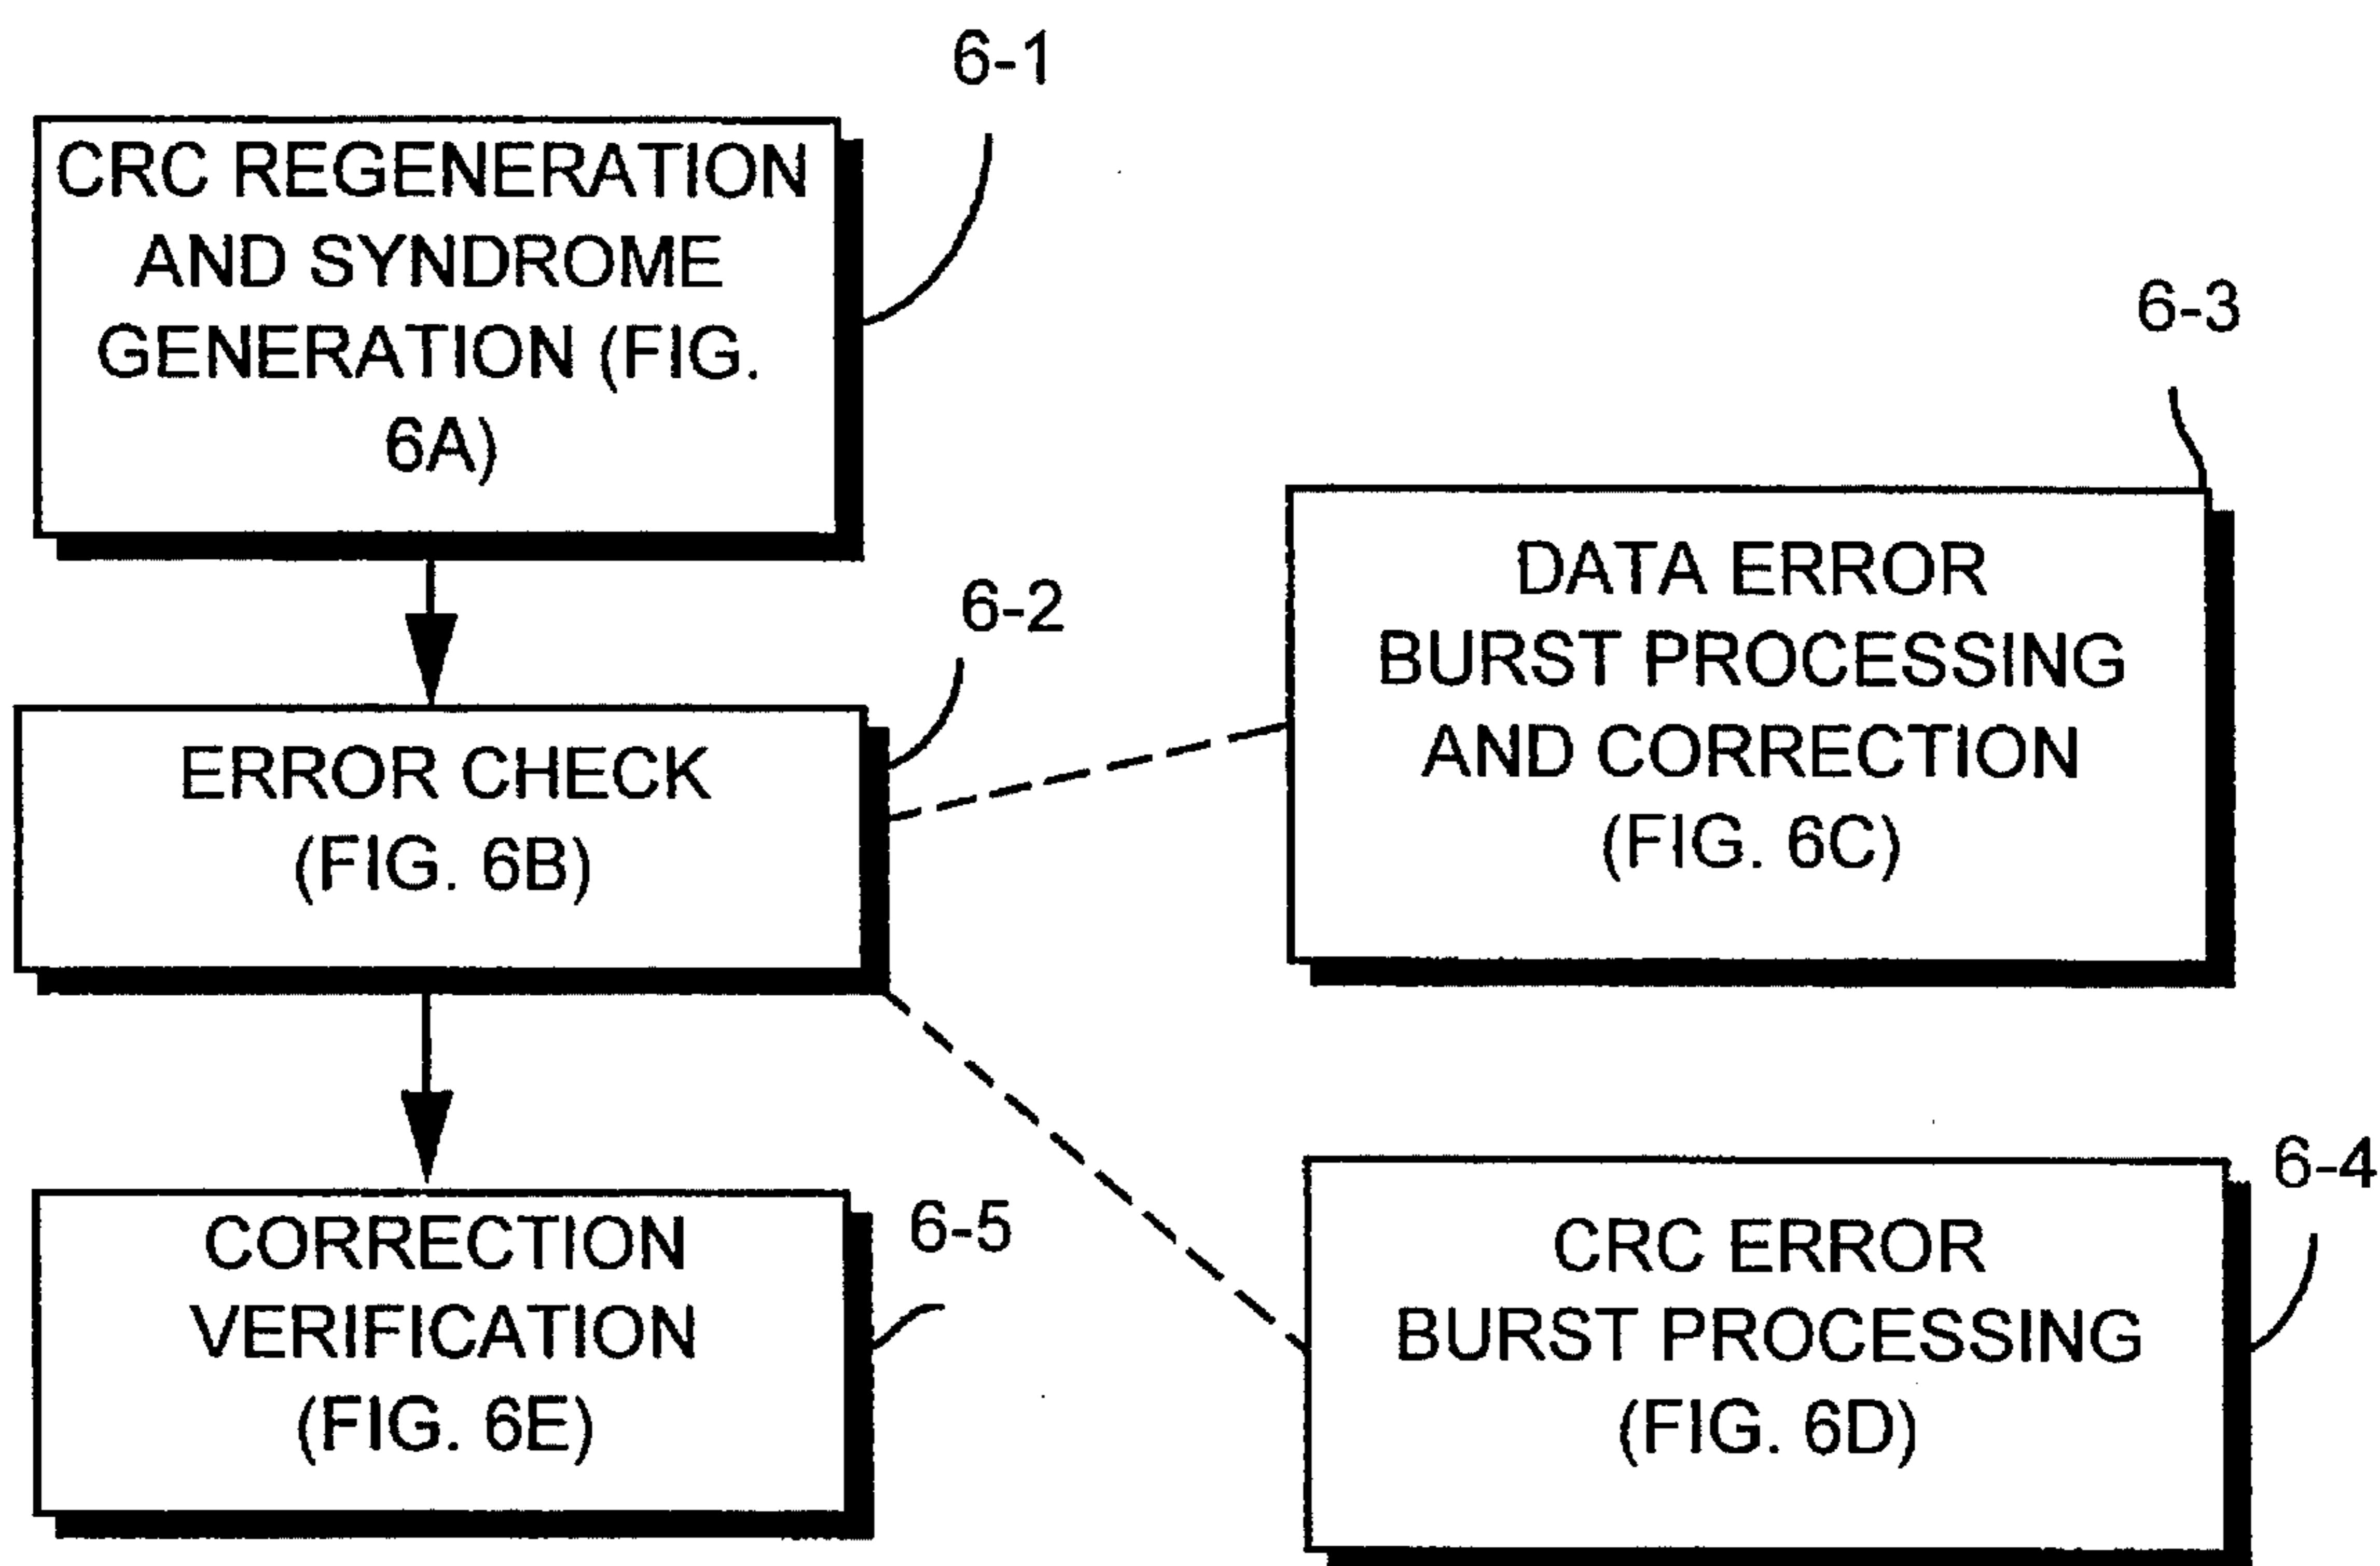 6-1
CRC REGENERATION
AND SYNDROME
GENERATION (FIG.
6A)
6-3
6-2
DATA ERROR
BURST PROCESSING
AND CORRECTION
(FIG. 6C)
ERROR CHECK
(FIG. 6B)
6-4
6-5
CORRECTION
VERIFICATION
(FIG. 6E)
CRC ERROR
BURST PROCESSING
(FIG. 6D)